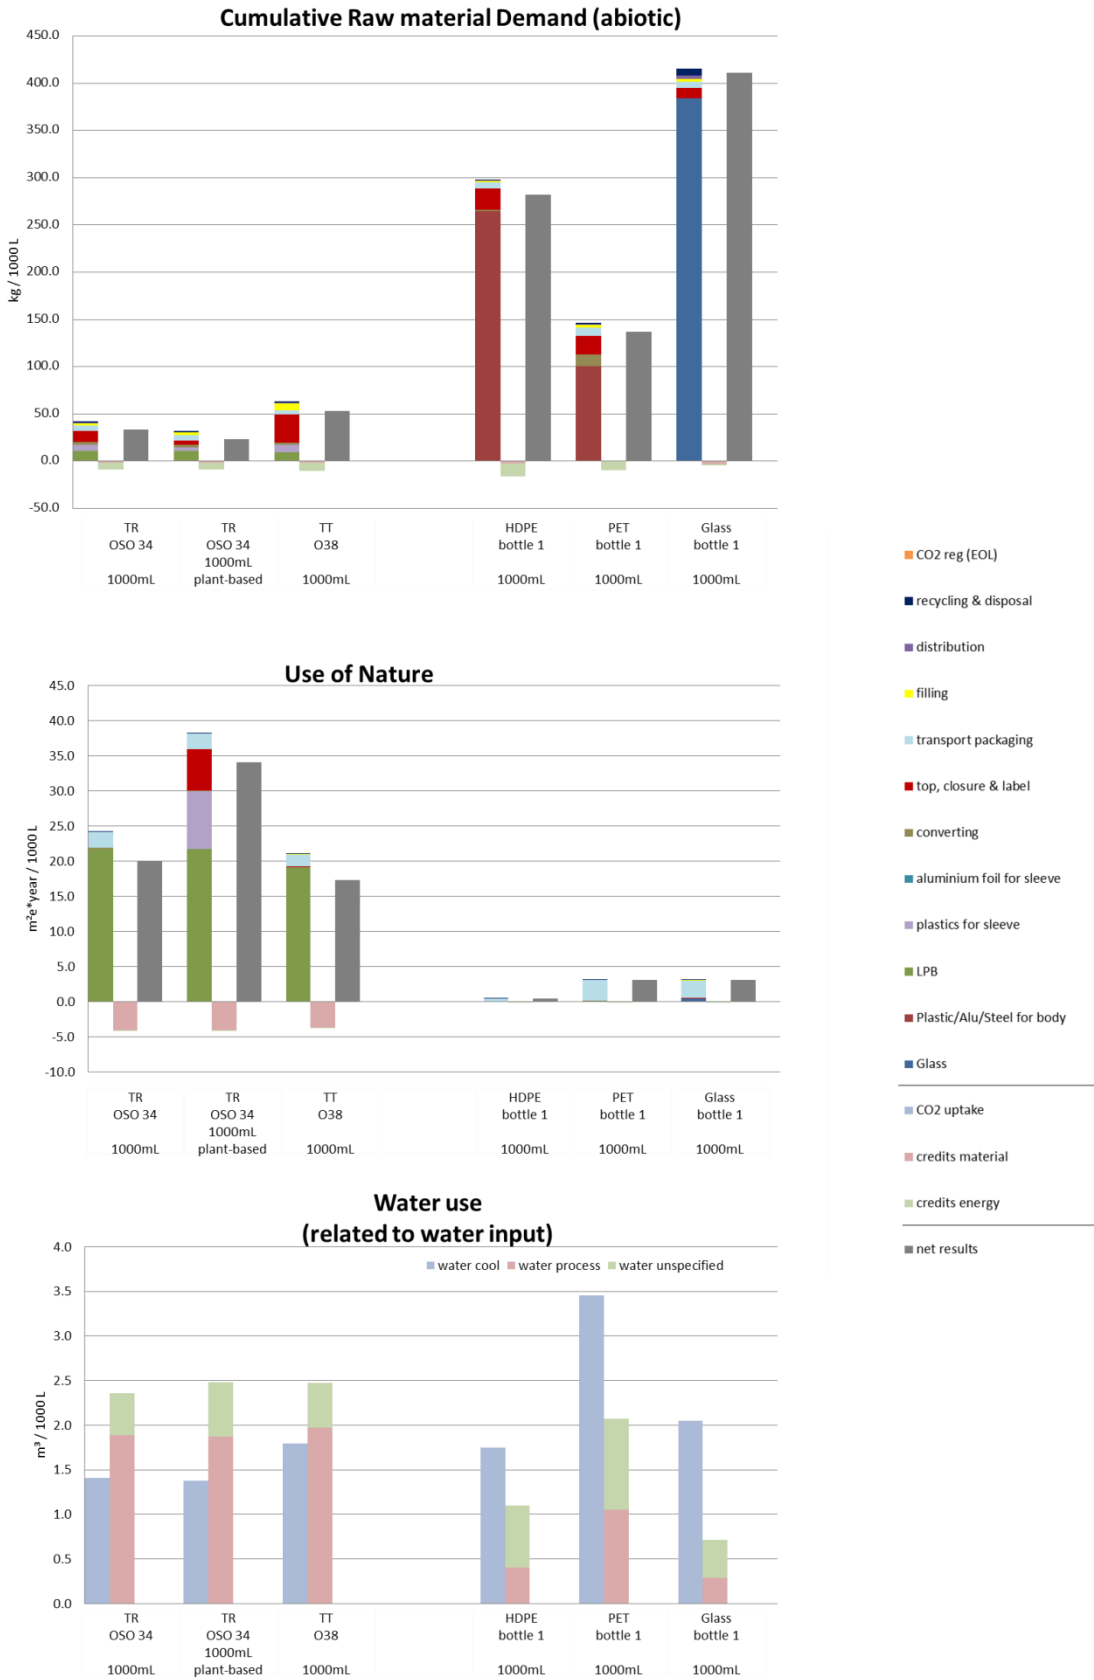 Cumulative Raw material Demand (abiotic)
450.0
400.0
350.0
300.0
250.0
200.0
150.0
100.0
50.0
0.0
-50.0
kg / 1000 L
TR OSO 34 1000mL
TR OSO 34 1000mL plant-based
TT O38 1000mL
HDPE bottle 1 1000mL
PET bottle 1 1000mL
Glass bottle 1 1000mL
CO2 reg (EOL)
recycling & disposal
distribution
filling
transport packaging
top, closure & label
converting
aluminium foil for sleeve
plastics for sleeve
LPB
Plastic/Alu/Steel for body
Glass
CO2 uptake
credits material
credits energy
net results
Use of Nature
45.0
40.0
35.0
30.0
25.0
20.0
15.0
10.0
5.0
0.0
-5.0
-10.0
m²e*year / 1000 L
TR OSO 34 1000mL
TR OSO 34 1000mL plant-based
TT O38 1000mL
HDPE bottle 1 1000mL
PET bottle 1 1000mL
Glass bottle 1 1000mL
Water use
(related to water input)
water cool water process water unspecified
4.0
3.5
3.0
2.5
2.0
1.5
1.0
0.5
0.0
m³ / 1000 L
TR OSO 34 1000mL
TR OSO 34 1000mL plant-based
TT O38 1000mL
HDPE bottle 1 1000mL
PET bottle 1 1000mL
Glass bottle 1 1000mL